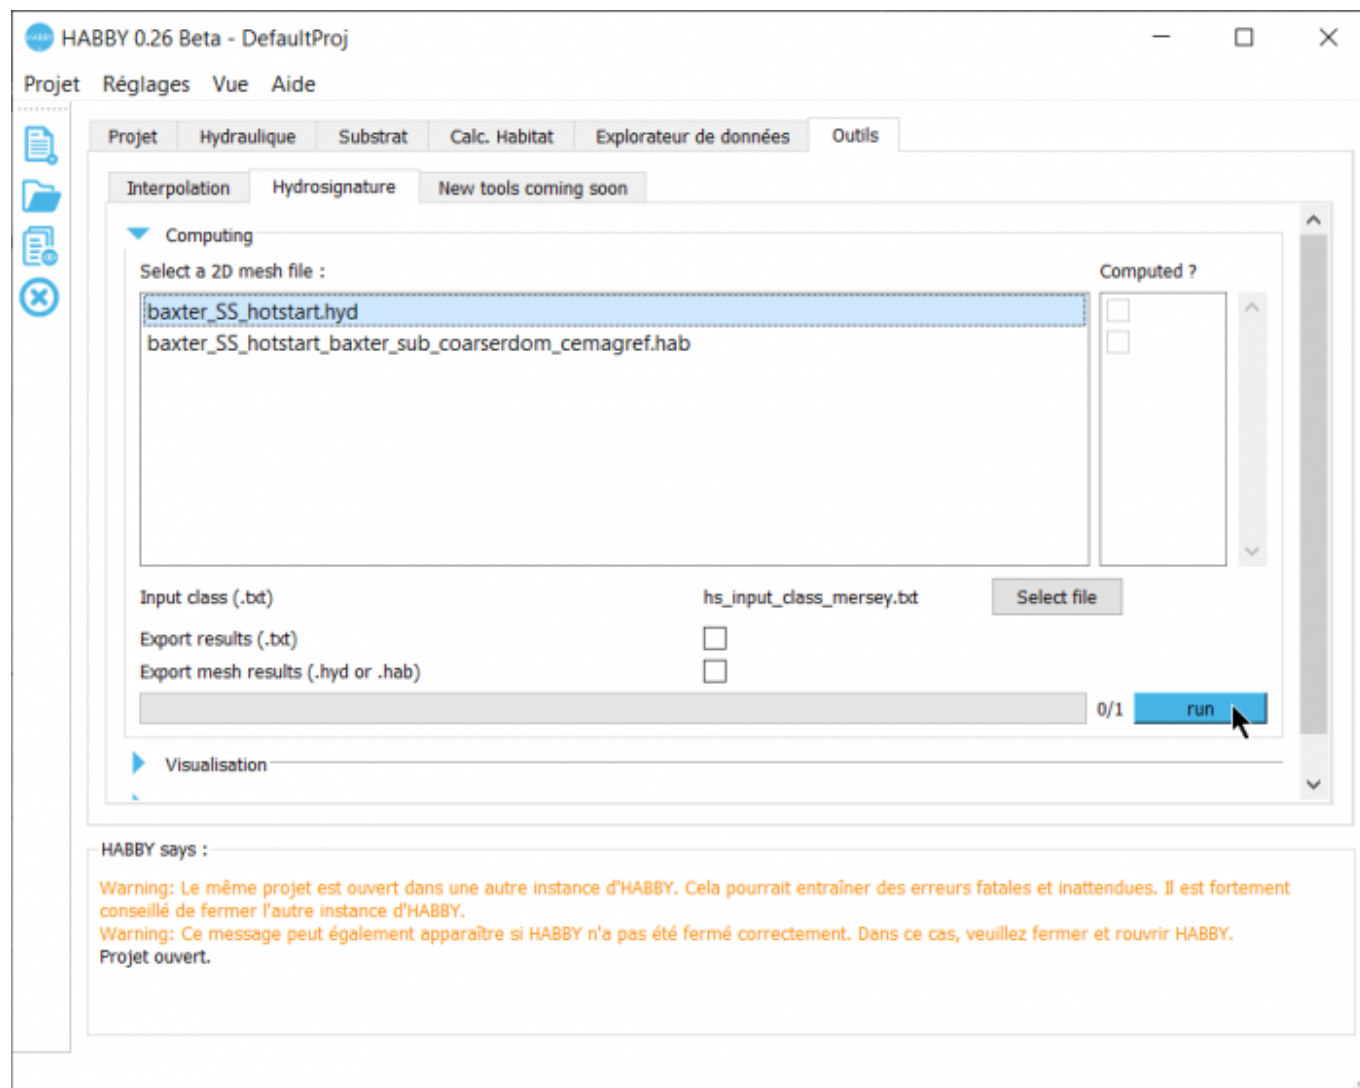 HABBY 0.26 Beta - DefaultProj
Projet Réglages Vue Aide
Projet Hydraulique Substrat Calc. Habitat Explorateur de données Outils
Interpolation Hydrosignature New tools coming soon
Computing
Select a 2D mesh file : Computed ?
baxter_SS_hotstart.hyd
baxter_SS_hotstart_baxter_sub_coarserdom_cemagref.hab
Input class (.txt) hs_input_class_mersey.txt Select file
Export results (.txt)
Export mesh results (.hyd or .hab)
0/1 run
Visualisation
HABBY says :
Warning: Le même projet est ouvert dans une autre instance d'HABBY. Cela pourrait entraîner des erreurs fatales et inattendues. Il est fortement
conseillé de fermer l'autre instance d'HABBY.
Warning: Ce message peut également apparaître si HABBY n'a pas été fermé correctement. Dans ce cas, veuillez fermer et rouvrir HABBY.
Projet ouvert.